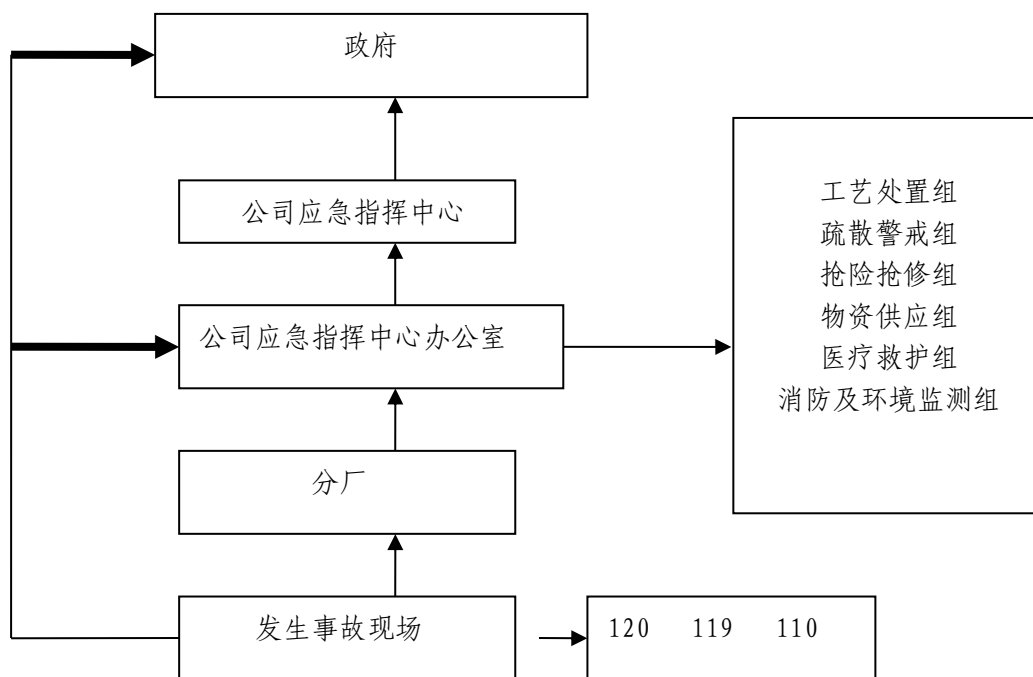 政府
公司应急指挥中心
公司应急指挥中心办公室
分厂
发生事故现场
120 119 110
工艺处置组
疏散警戒组
抢险抢修组
物资供应组
医疗救护组
消防及环境监测组